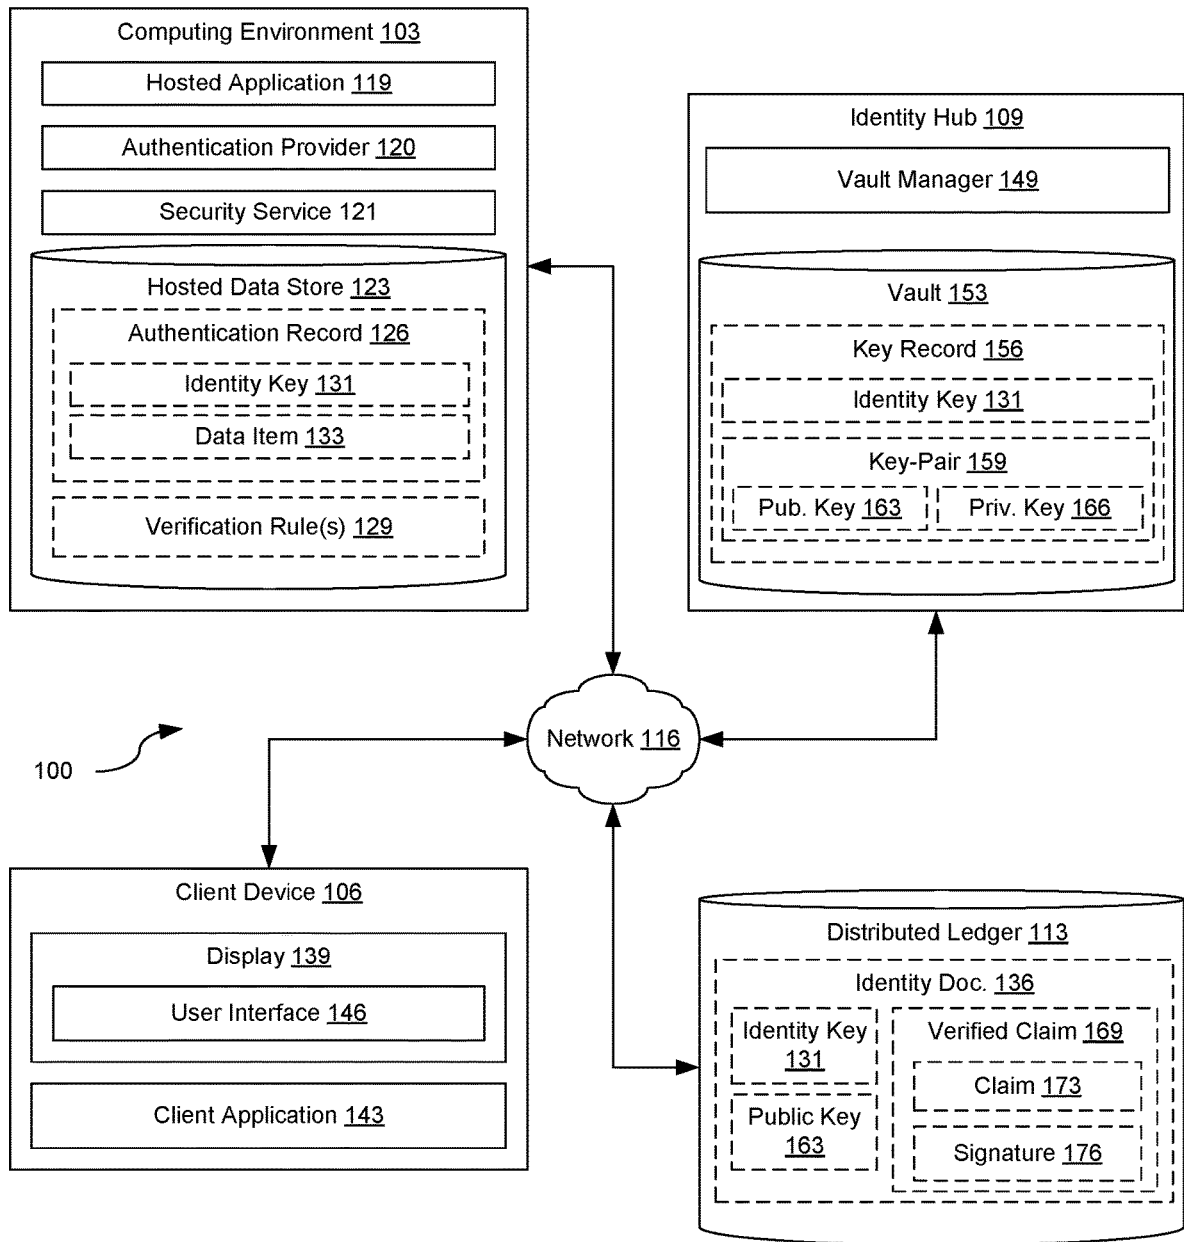 Computing Environment 103
Hosted Application 119
Authentication Provider 120
Security Service 121
Hosted Data Store 123
Authentication Record 126
Identity Key 131
Data Item 133
Verification Rule(s) 129
Identity Hub 109
Vault Manager 149
Vault 153
Key Record 156
Identity Key 131
Key-Pair 159
Pub. Key 163
Priv. Key 166
Network 116
100
Client Device 106
Display 139
User Interface 146
Client Application 143
Distributed Ledger 113
Identity Doc. 136
Identity Key
131
Public Key
163
Verified Claim 169
Claim 173
Signature 176